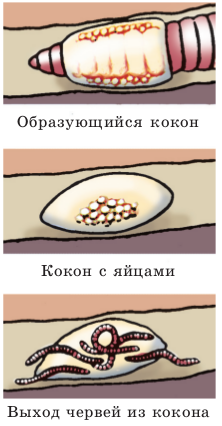 Образующийся кокон
Кокон с яйцами
Выход червей из кокона